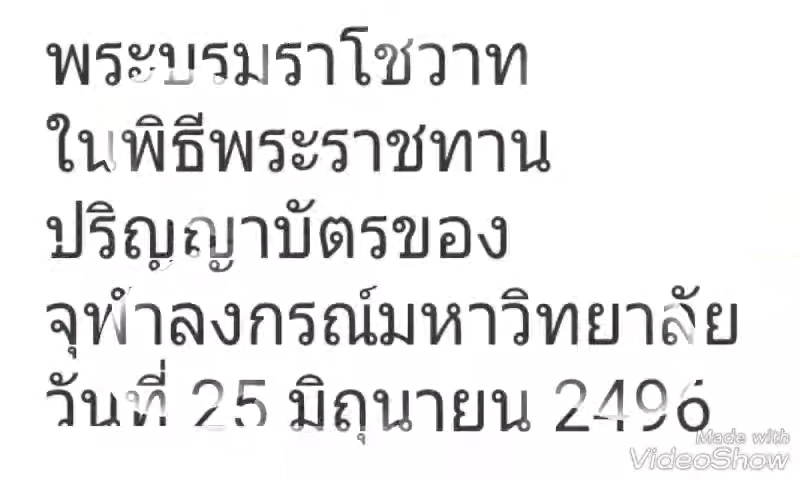 พระบรมราโชวาท
ในพิธีพระราชทาน
ปริญญาบัตรของ
จุฬาลงกรณ์มหาวิทยาลัย
วันที่ 25 มิถุนายน 2496
Made with
VideoShow